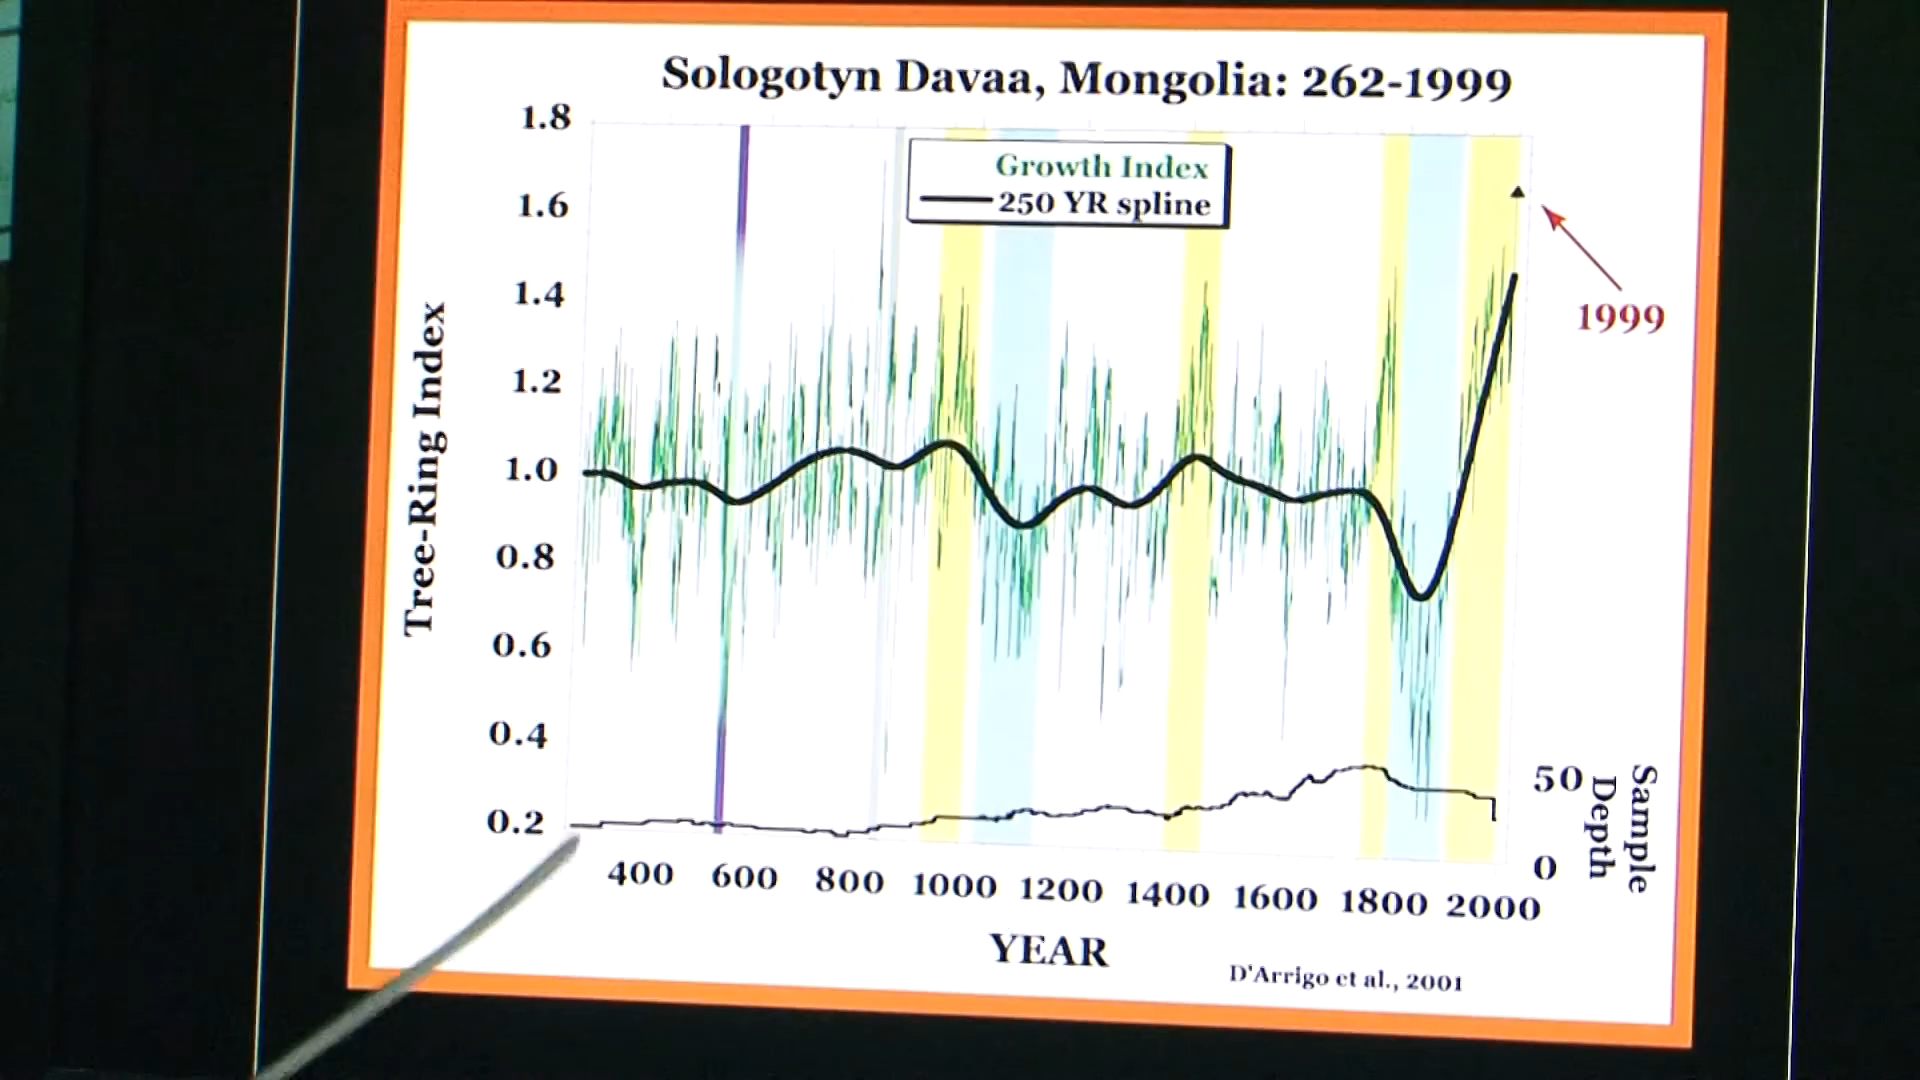 Sologotyn Davaa, Mongolia: 262-1999
1.8
1.6
1.4
1.2
1.0
0.8
0.6
0.4
0.2
Tree-Ring Index
Growth Index
250 YR spline
1999
50
0
Sample
Depth
400 600 800 1000 1200 1400 1600 1800 2000
YEAR
D'Arrigo et al., 2001